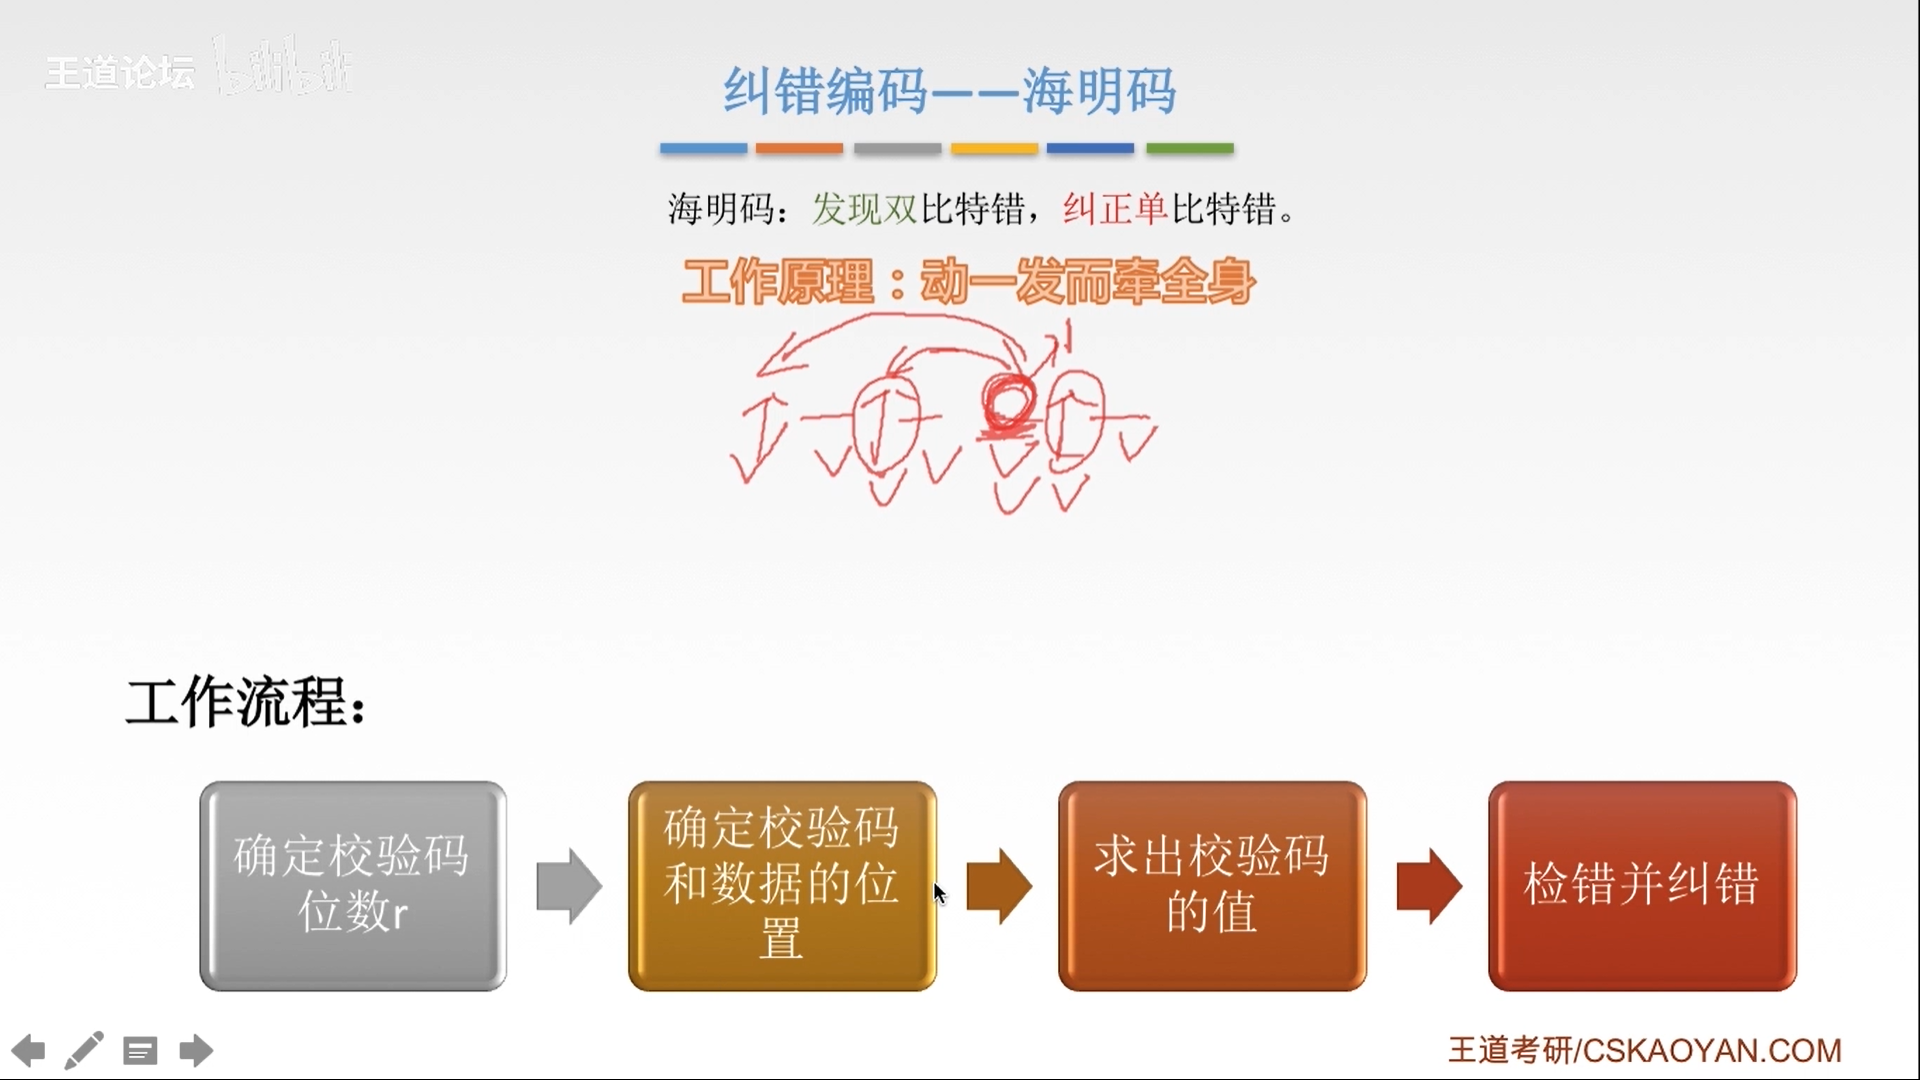 王道论坛 bilibili
纠错编码——海明码
海明码：发现双比特错，纠正单比特错。
工作原理：动一发而牵全身
工作流程：
确定校验码
位数r
确定校验码
和数据的位
置
求出校验码
的值
检错并纠错
王道考研/CSKAOYAN.COM